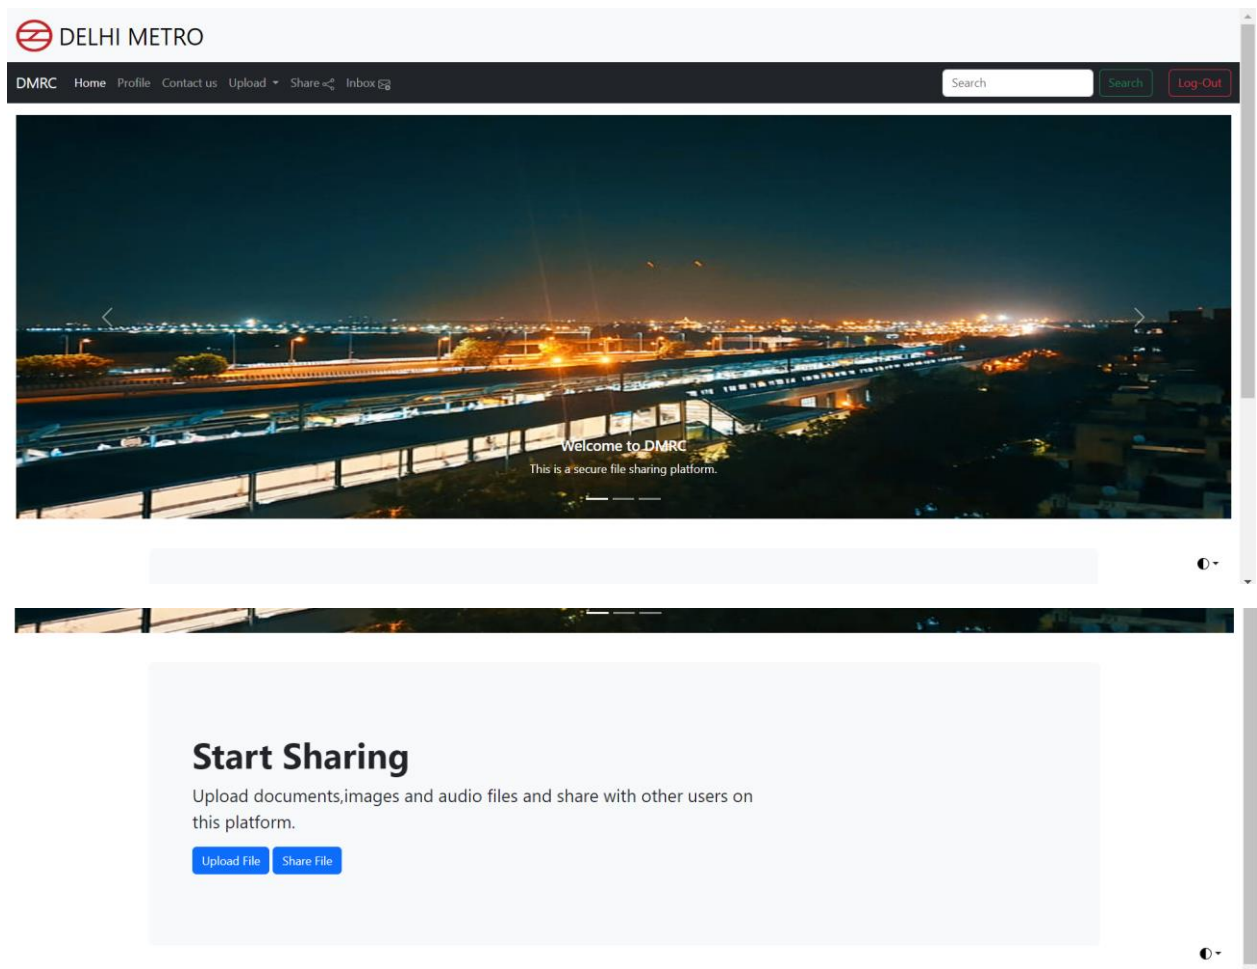 DELHI METRO
DMRC Home Profile Contact us Upload Share Inbox Search Search Log-Out
Welcome to DMRC
This is a secure file sharing platform.
Start Sharing
Upload documents,images and audio files and share with other users on
this platform.
Upload File Share File